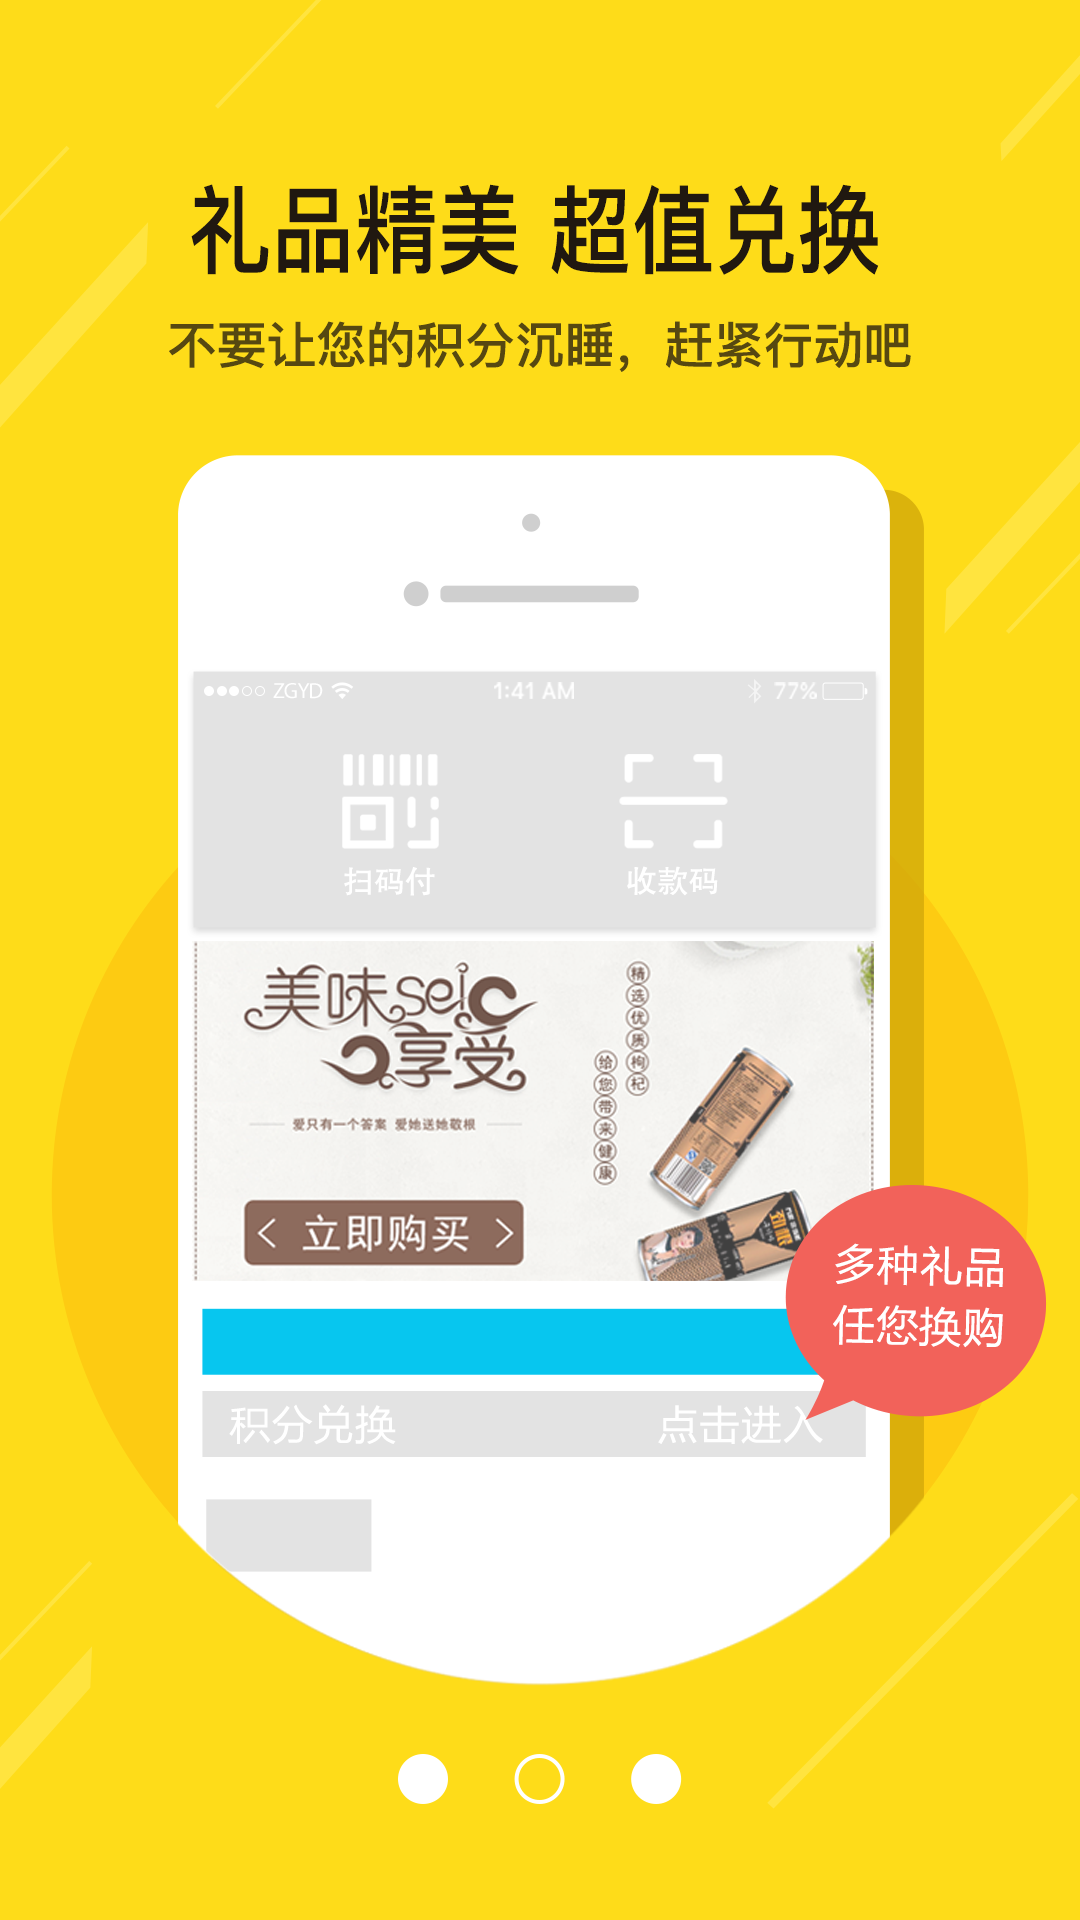 礼品精美 超值兑换
不要让您的积分沉睡，赶紧行动吧
ZGYD
1:41 AM
77%
扫码付
收款码
美味sel
享受
精选优质枸杞
给您带来健康
爱只有一个答案 爱她送她敬根
< 立即购买 >
劲根
多种礼品
任您换购
积分兑换
点击进入